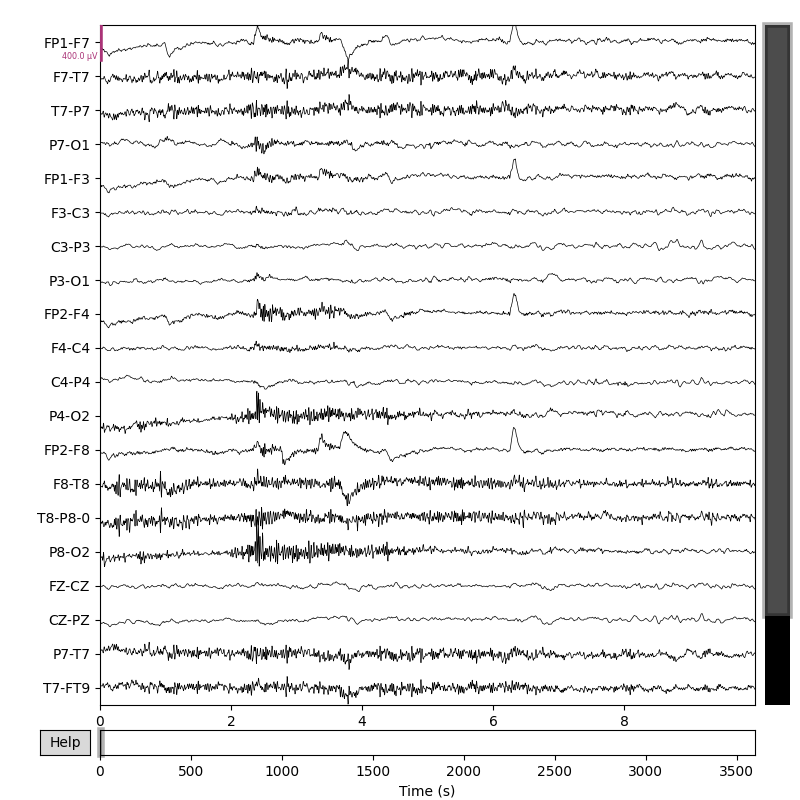 FP1-F7
400.0 µV
F7-T7
T7-P7
P7-O1
FP1-F3
F3-C3
C3-P3
P3-O1
FP2-F4
F4-C4
C4-P4
P4-O2
FP2-F8
F8-T8
T8-P8-0
P8-O2
FZ-CZ
CZ-PZ
P7-T7
T7-FT9
0 2 4 6 8
Help
0 500 1000 1500 2000 2500 3000 3500
Time (s)